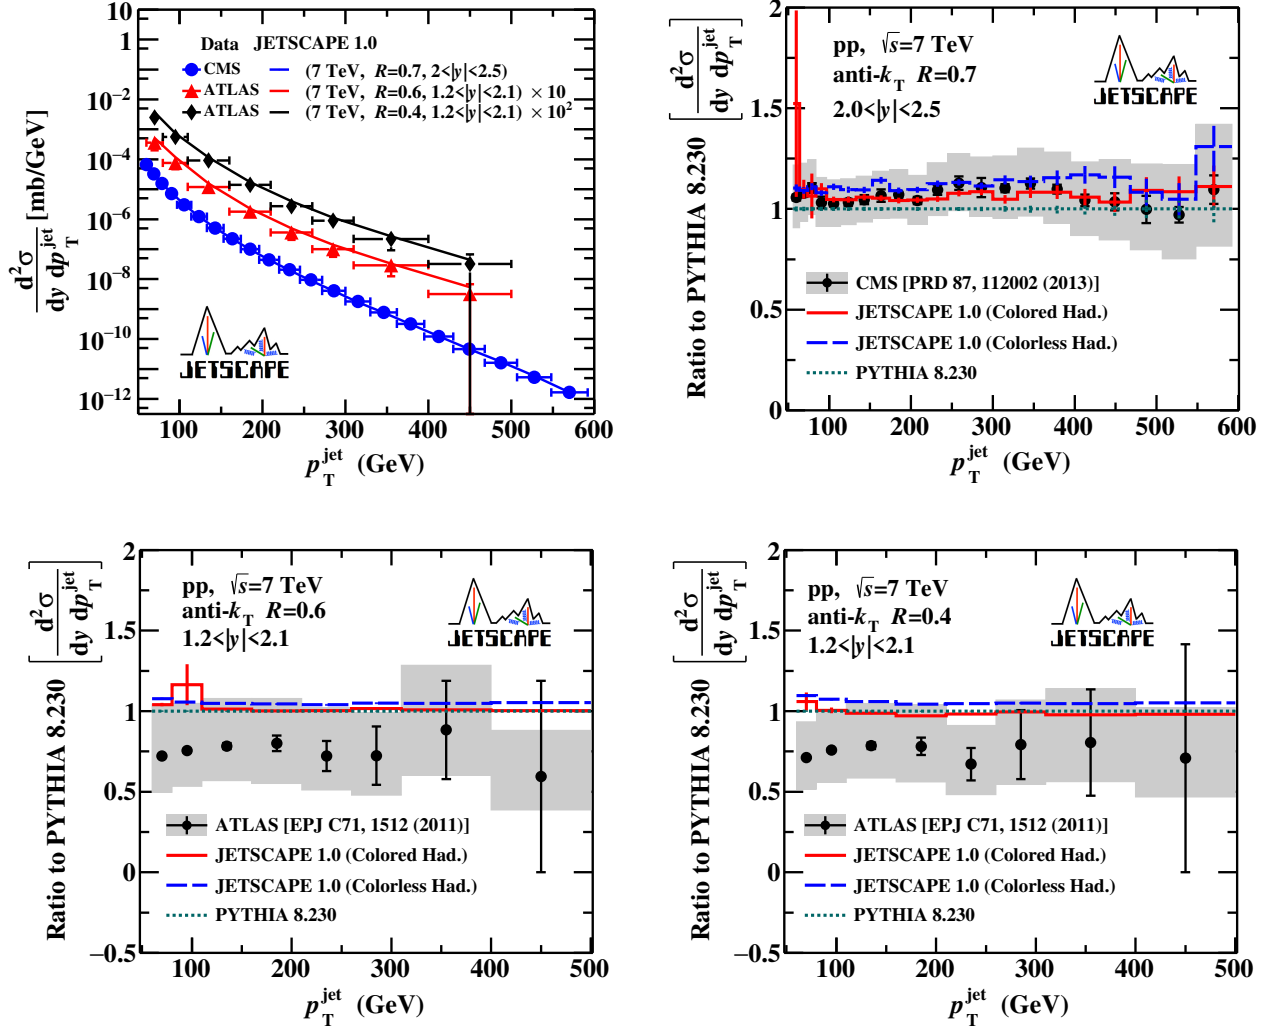 Data JETSCAPE 1.0
CMS (7 TeV, R=0.7, 2<|y|<2.5)
ATLAS (7 TeV, R=0.6, 1.2<|y|<2.1) × 10
ATLAS (7 TeV, R=0.4, 1.2<|y|<2.1) × 10²
d²σ / dy dp_T^jet [mb/GeV]
10
1
10⁻²
10⁻⁴
10⁻⁶
10⁻⁸
10⁻¹⁰
10⁻¹²
JETSCAPE
100 200 300 400 500 600
p_T^jet (GeV)
Ratio to PYTHIA 8.230 [d²σ / dy dp_T^jet]
2
1.5
1
0.5
0
pp, √s=7 TeV
anti-k_T R=0.7
2.0<|y|<2.5
JETSCAPE
CMS [PRD 87, 112002 (2013)]
JETSCAPE 1.0 (Colored Had.)
JETSCAPE 1.0 (Colorless Had.)
PYTHIA 8.230
100 200 300 400 500 600
p_T^jet (GeV)
Ratio to PYTHIA 8.230 [d²σ / dy dp_T^jet]
2
1.5
1
0.5
0
−0.5
pp, √s=7 TeV
anti-k_T R=0.6
1.2<|y|<2.1
JETSCAPE
ATLAS [EPJ C71, 1512 (2011)]
JETSCAPE 1.0 (Colored Had.)
JETSCAPE 1.0 (Colorless Had.)
PYTHIA 8.230
100 200 300 400 500
p_T^jet (GeV)
Ratio to PYTHIA 8.230 [d²σ / dy dp_T^jet]
2
1.5
1
0.5
0
−0.5
pp, √s=7 TeV
anti-k_T R=0.4
1.2<|y|<2.1
JETSCAPE
ATLAS [EPJ C71, 1512 (2011)]
JETSCAPE 1.0 (Colored Had.)
JETSCAPE 1.0 (Colorless Had.)
PYTHIA 8.230
100 200 300 400 500
p_T^jet (GeV)